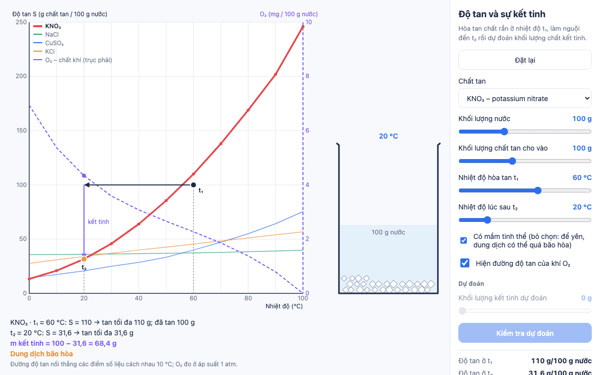 Độ tan S (g chất tan / 100 g nước)
O₂ (mg / 100 g nước)
KNO₃
NaCl
CuSO₄
KCl
O₂ – chất khí (trục phải)
250
200
150
100
50
0
10
8
6
4
2
0
t₁
kết tinh
t₂
0
20
40
60
80
100
Nhiệt độ (°C)
20 °C
100 g nước
KNO₃ · t₁ = 60 °C: S = 110 → tan tối đa 110 g; đã tan 100 g
t₂ = 20 °C: S = 31,6 → tan tối đa 31,6 g
m kết tinh = 100 − 31,6 = 68,4 g
Dung dịch bão hòa
Đường độ tan nối thẳng các điểm số liệu cách nhau 10 °C; O₂ đo ở áp suất 1 atm.
Độ tan và sự kết tinh
Hòa tan chất rắn ở nhiệt độ t₁, làm nguội
đến t₂ rồi dự đoán khối lượng chất kết tinh.
Đặt lại
Chất tan
KNO₃ – potassium nitrate
Khối lượng nước
100 g
Khối lượng chất tan cho vào
100 g
Nhiệt độ hòa tan t₁
60 °C
Nhiệt độ lúc sau t₂
20 °C
Có mầm tinh thể (bỏ chọn: để yên,
dung dịch có thể quá bão hòa)
Hiện đường độ tan của khí O₂
Dự đoán
Khối lượng kết tinh dự đoán
0 g
Kiểm tra dự đoán
Độ tan ở t₁
110 g/100 g nước
Độ tan ở t₂
31,6 g/100 g nước